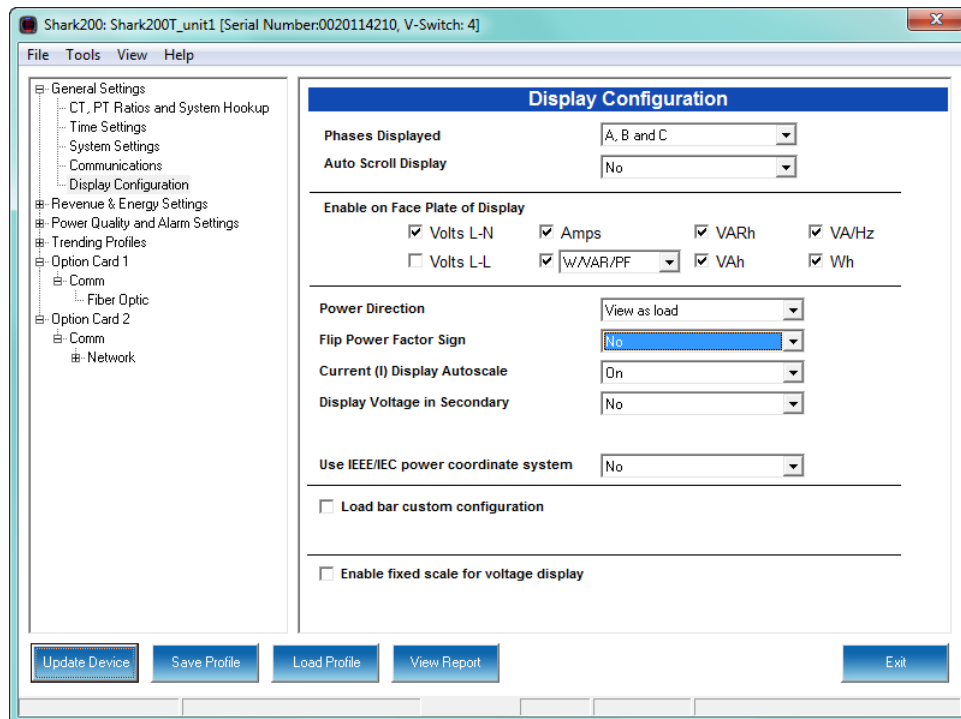 Shark200: Shark200T_unit1 [Serial Number:0020114210, V-Switch: 4]
File Tools View Help
General Settings
CT, PT Ratios and System Hookup
Time Settings
System Settings
Communications
Display Configuration
Revenue & Energy Settings
Power Quality and Alarm Settings
Trending Profiles
Option Card 1
Comm
Fiber Optic
Option Card 2
Comm
Network
Display Configuration
Phases Displayed A, B and C
Auto Scroll Display No
Enable on Face Plate of Display
Volts L-N Amps VARh VA/Hz
Volts L-L W/VAR/PF VAh Wh
Power Direction View as load
Flip Power Factor Sign No
Current (I) Display Autoscale On
Display Voltage in Secondary No
Use IEEE/IEC power coordinate system No
Load bar custom configuration
Enable fixed scale for voltage display
Update Device Save Profile Load Profile View Report Exit